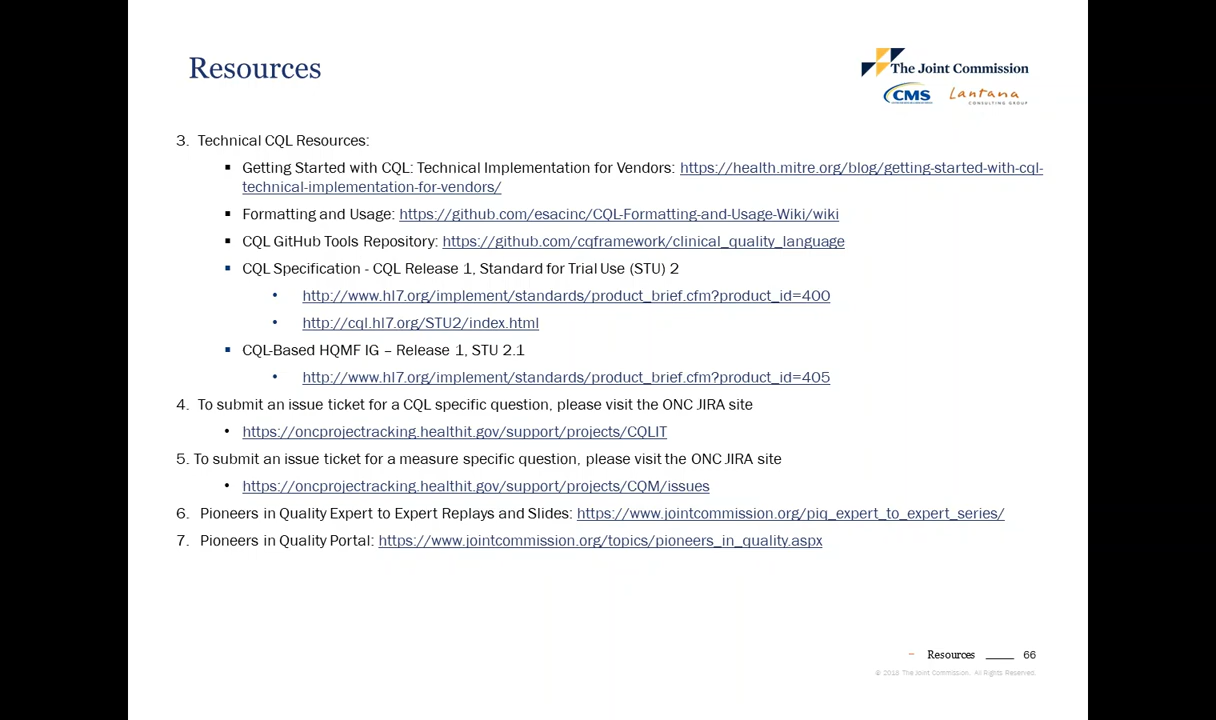 Resources
The Joint Commission
CMS
Lantana
CONSULTING GROUP
3. Technical CQL Resources:
▪ Getting Started with CQL: Technical Implementation for Vendors: https://health.mitre.org/blog/getting-started-with-cql-
technical-implementation-for-vendors/
▪ Formatting and Usage: https://github.com/esacinc/CQL-Formatting-and-Usage-Wiki/wiki
▪ CQL GitHub Tools Repository: https://github.com/cqframework/clinical_quality_language
▪ CQL Specification - CQL Release 1, Standard for Trial Use (STU) 2
• http://www.hl7.org/implement/standards/product_brief.cfm?product_id=400
• http://cql.hl7.org/STU2/index.html
▪ CQL-Based HQMF IG – Release 1, STU 2.1
• http://www.hl7.org/implement/standards/product_brief.cfm?product_id=405
4. To submit an issue ticket for a CQL specific question, please visit the ONC JIRA site
• https://oncprojectracking.healthit.gov/support/projects/CQLIT
5. To submit an issue ticket for a measure specific question, please visit the ONC JIRA site
• https://oncprojectracking.healthit.gov/support/projects/CQM/issues
6. Pioneers in Quality Expert to Expert Replays and Slides: https://www.jointcommission.org/piq_expert_to_expert_series/
7. Pioneers in Quality Portal: https://www.jointcommission.org/topics/pioneers_in_quality.aspx
– Resources 66
© 2018 The Joint Commission. All Rights Reserved.